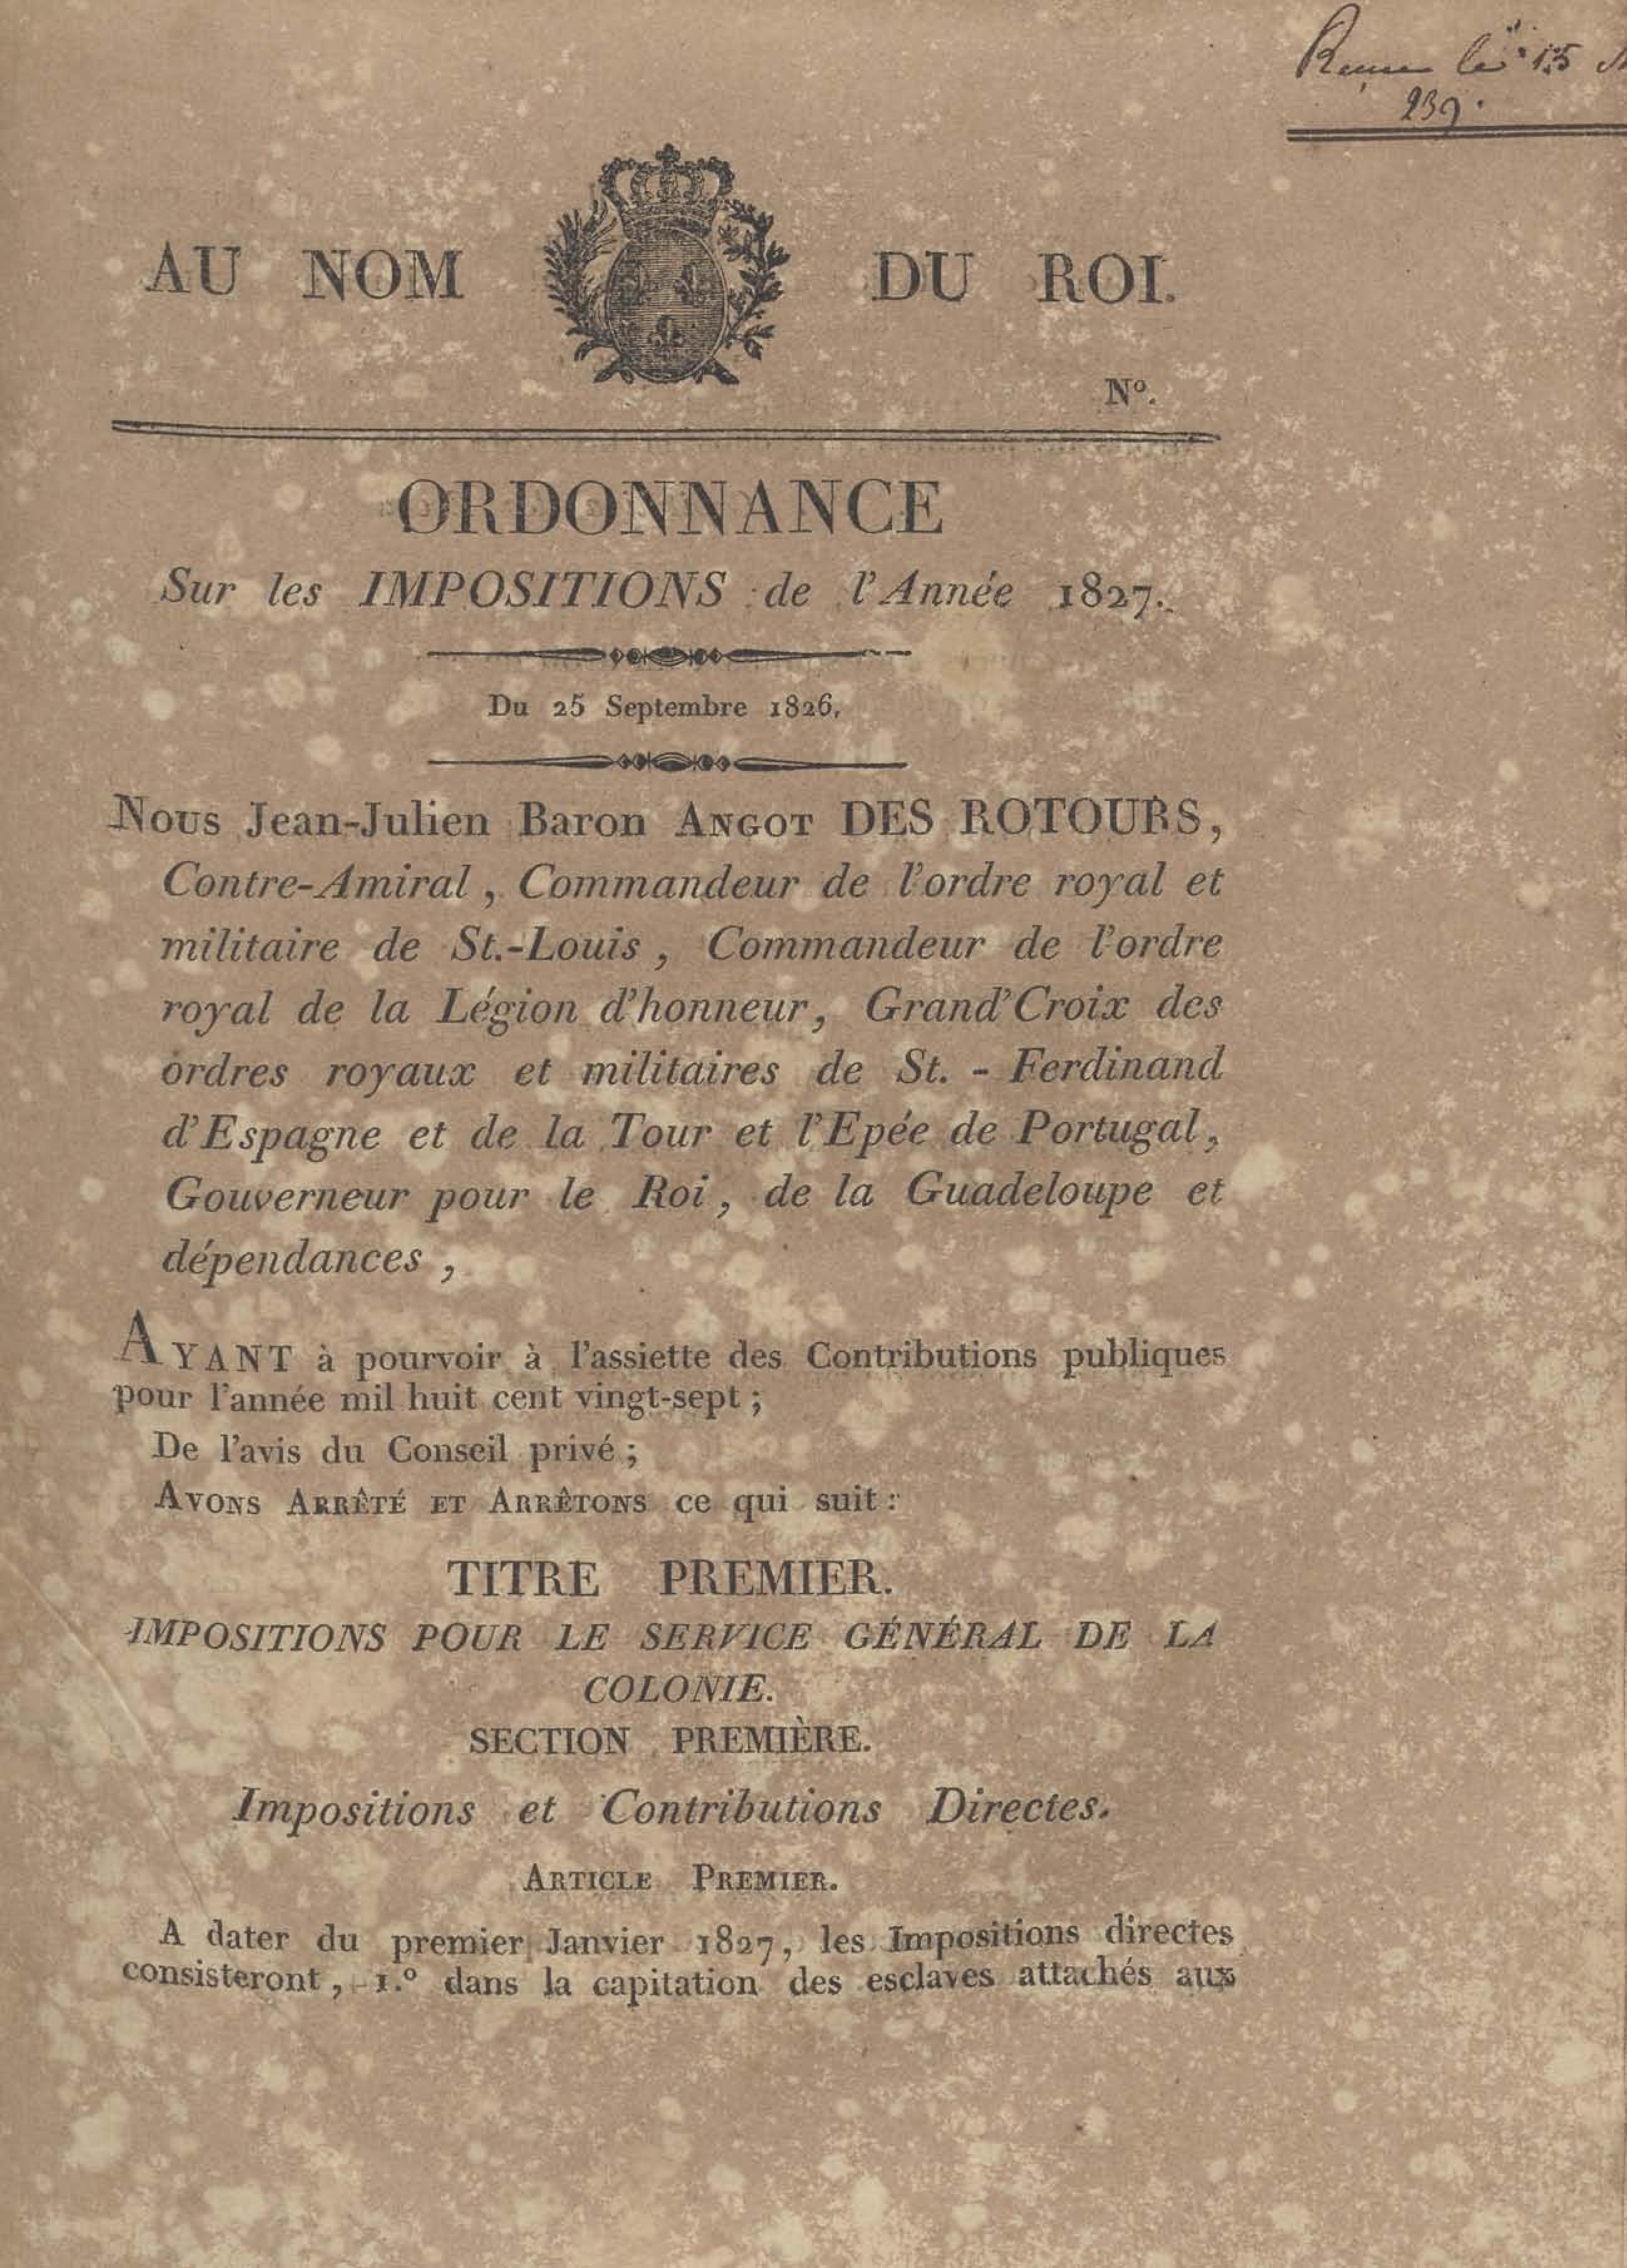 le 15
239.
AU NOM DU ROI.
Nº.
ORDONNANCE
Sur les IMPOSITIONS de l'Année 1827.
Du 25 Septembre 1826,
Nous Jean-Julien Baron ANGOT DES ROTOURS,
Contre-Amiral, Commandeur de l'ordre royal et
militaire de St.-Louis, Commandeur de l'ordre
royal de la Légion d'honneur, Grand'Croix des
ordres royaux et militaires de St. - Ferdinand
d'Espagne et de la Tour et l'Epée de Portugal,
Gouverneur pour le Roi, de la Guadeloupe et
dépendances,
AYANT à pourvoir à l'assiette des Contributions publiques
pour l'année mil huit cent vingt-sept;
De l'avis du Conseil privé;
AVONS ARRÊTÉ ET ARRÊTONS ce qui suit:
TITRE PREMIER.
IMPOSITIONS POUR LE SERVICE GÉNÉRAL DE LA
COLONIE.
SECTION PREMIÈRE.
Impositions et Contributions Directes.
ARTICLE PREMIER.
A dater du premier Janvier 1827, les Impositions directes
consisteront, 1.º dans la capitation des esclaves attachés aux